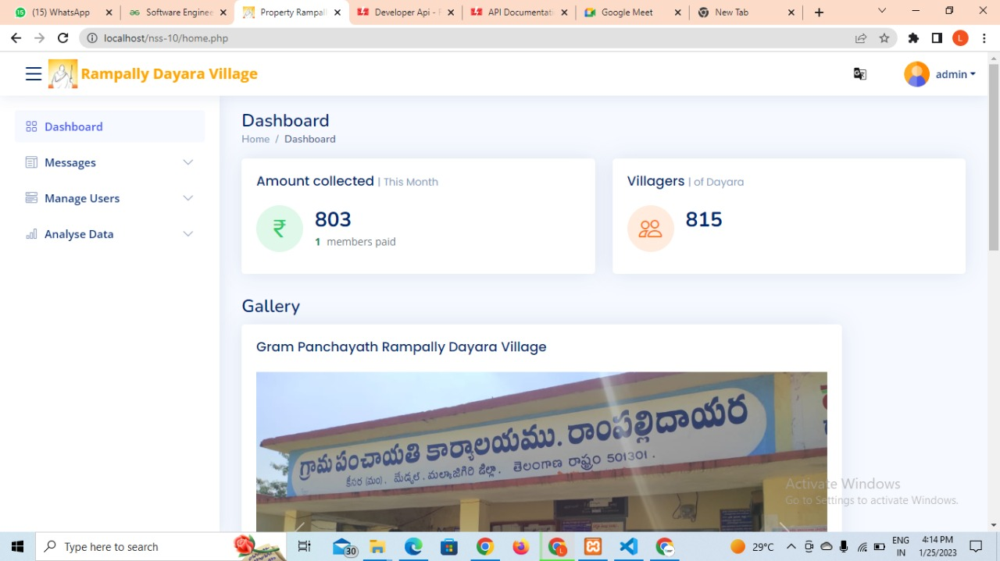 (15) WhatsApp
Software Enginee
Property Rampall
Developer Api - F
API Documentati
Google Meet
New Tab
localhost/nss-10/home.php
L
Rampally Dayara Village
admin
Dashboard
Messages
Manage Users
Analyse Data
Dashboard
Home / Dashboard
Amount collected | This Month
₹
803
1 members paid
Villagers | of Dayara
815
Gallery
Gram Panchayath Rampally Dayara Village
గ్రామ పంచాయతి కార్యాలయము. రాంపల్లిదాయర
కీసర (మం). మేడ్చల్. మల్కాజిగిరి జిల్లా. తెలంగాణ రాష్ట్రం 501301.
Activate Windows
Go to Settings to activate Windows.
Type here to search
30
29°C
ENG
IN
4:14 PM
1/25/2023